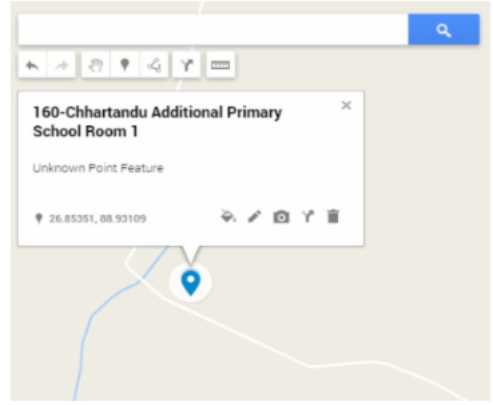 160-Chhartandu Additional Primary
School Room 1
Unknown Point Feature
26.85351, 88.93109